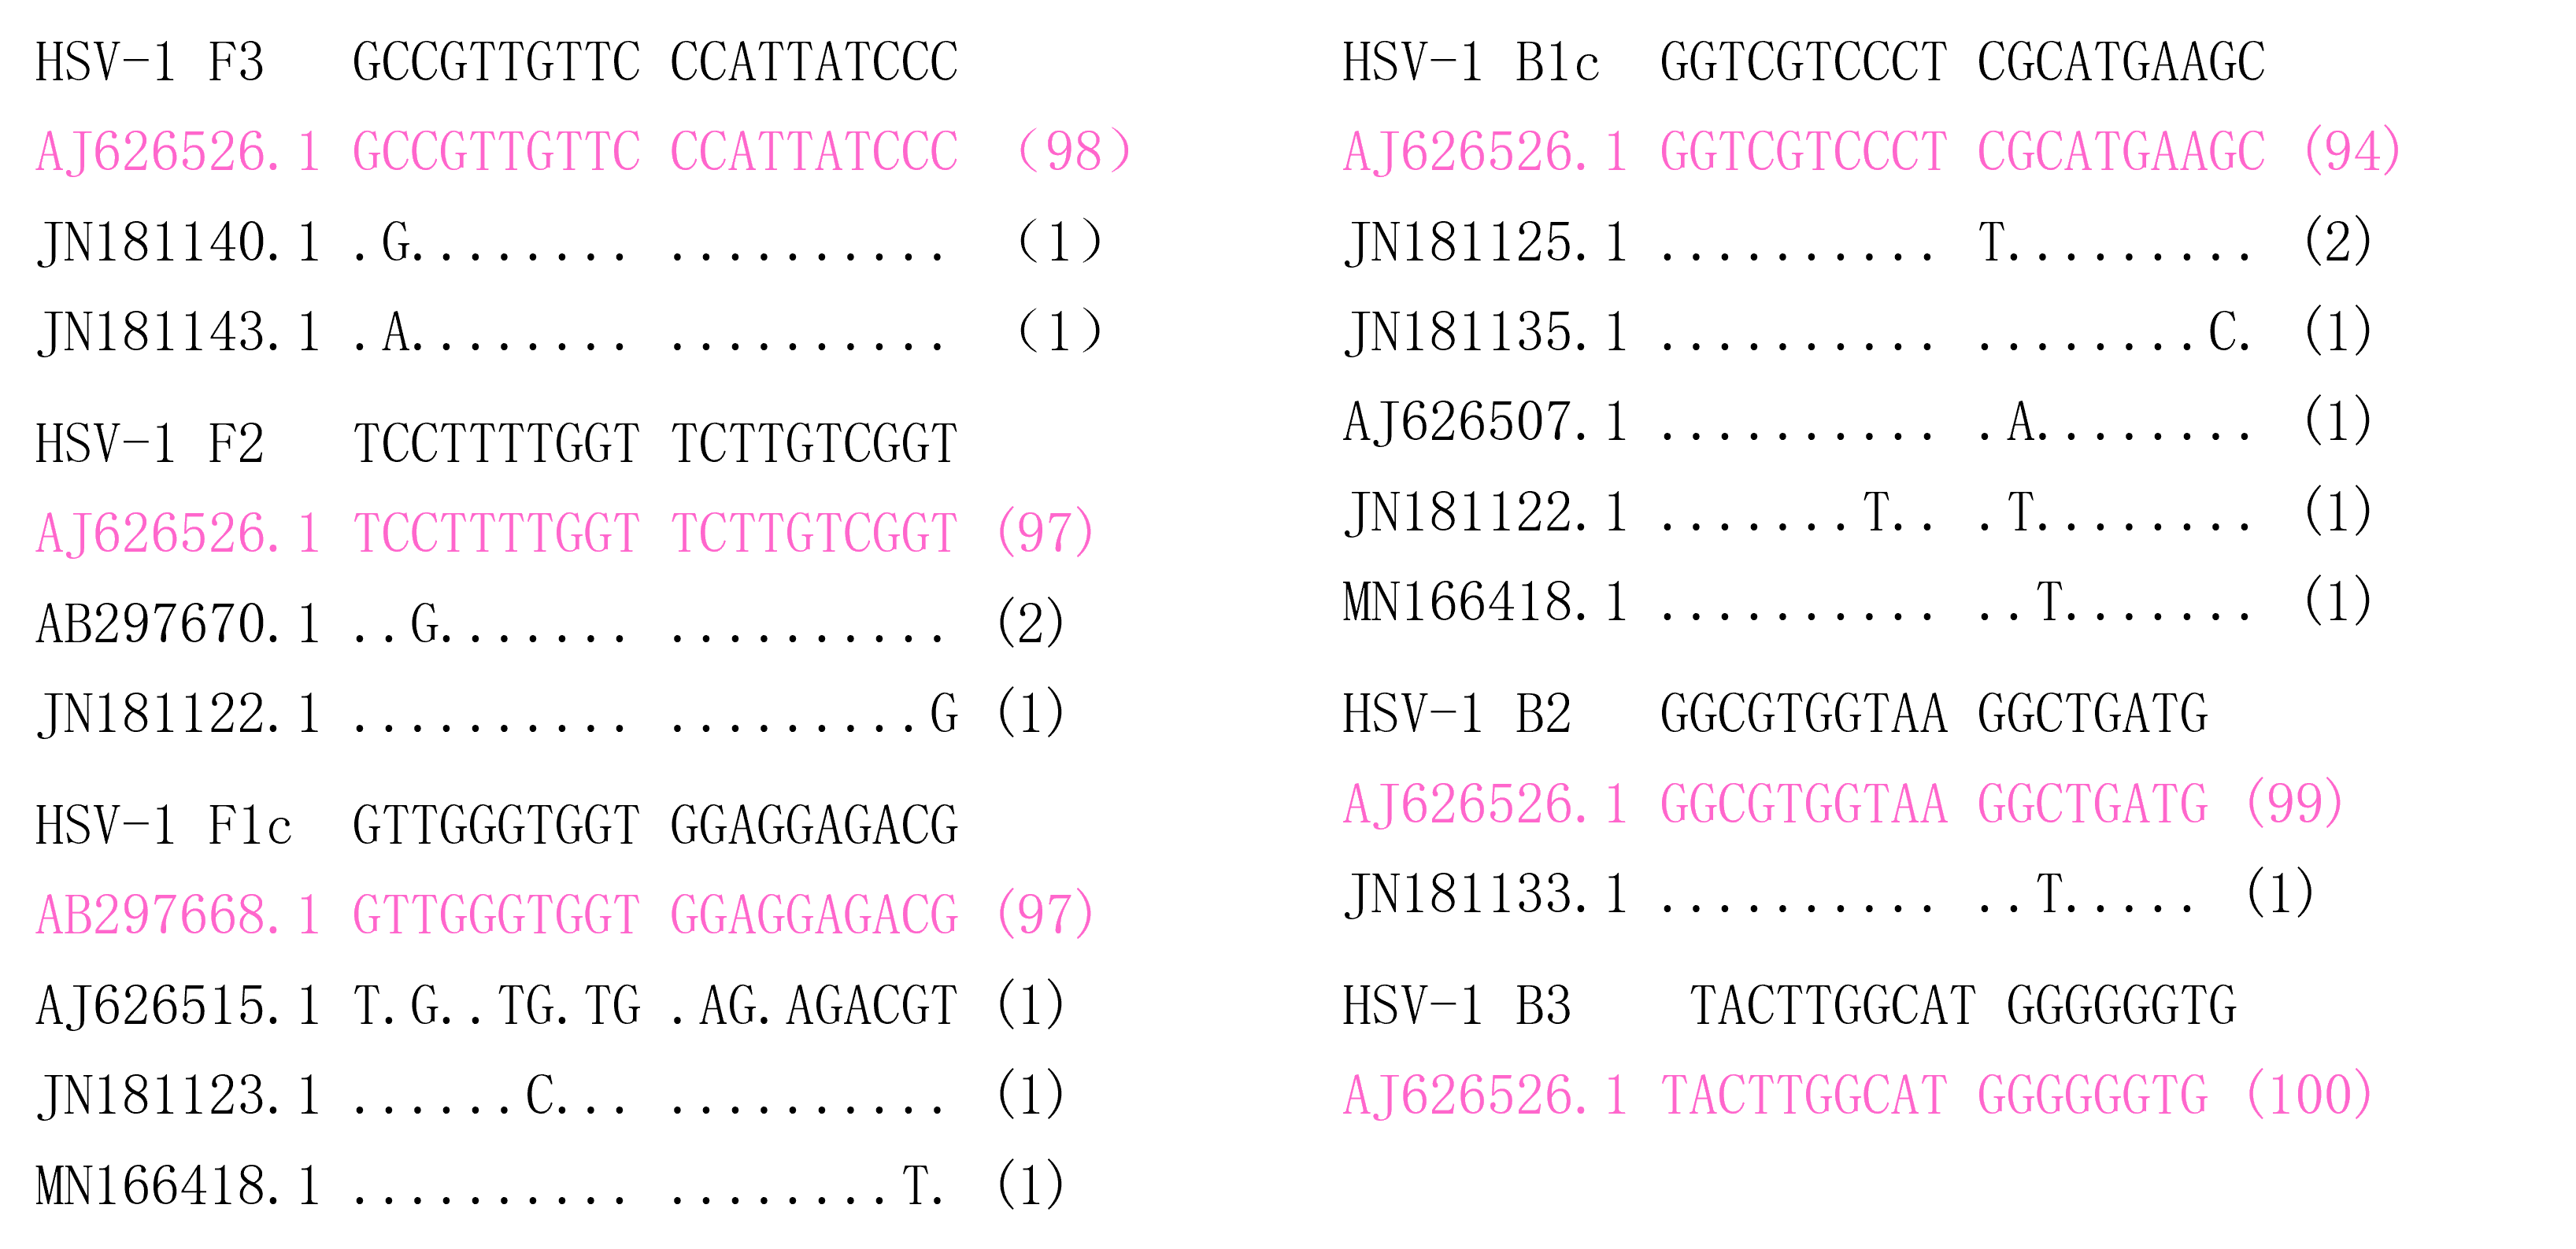 HSV-1 F3 GCCGTTGTTC CCATTATCCC
AJ626526.1 GCCGTTGTTC CCATTATCCC (98)
JN181140.1 .G........ .......... (1)
JN181143.1 .A........ .......... (1)
HSV-1 F2 TCCTTTTGGT TCTTGTCGGT
AJ626526.1 TCCTTTTGGT TCTTGTCGGT (97)
AB297670.1 ..G....... .......... (2)
JN181122.1 .......... .........G (1)
HSV-1 F1c GTTGGGTGGT GGAGGAGACG
AB297668.1 GTTGGGTGGT GGAGGAGACG (97)
AJ626515.1 T.G..TG.TG .AG.AGACGT (1)
JN181123.1 ......C... .......... (1)
MN166418.1 .......... ........T. (1)
HSV-1 B1c GGTCGTCCCT CGCATGAAGC
AJ626526.1 GGTCGTCCCT CGCATGAAGC (94)
JN181125.1 .......... T......... (2)
JN181135.1 .......... ........C. (1)
AJ626507.1 .......... .A........ (1)
JN181122.1 .......T.. .T........ (1)
MN166418.1 .......... ..T....... (1)
HSV-1 B2 GGCGTGGTAA GGCTGATG
AJ626526.1 GGCGTGGTAA GGCTGATG (99)
JN181133.1 .......... ..T..... (1)
HSV-1 B3 TACTTGGCAT GGGGGGTG
AJ626526.1 TACTTGGCAT GGGGGGTG (100)